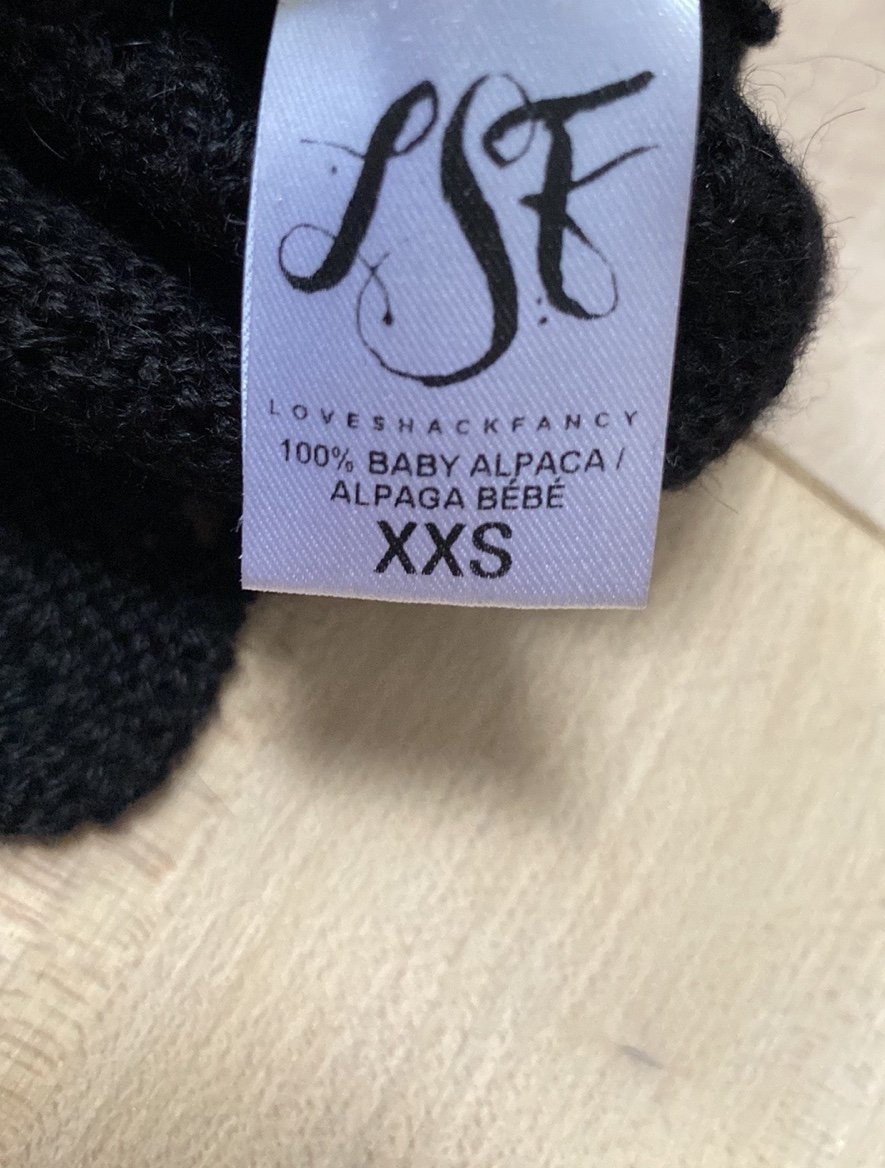 LSF
LOVESHACKFANCY
100% BABY ALPACA /
ALPAGA BÉBÉ
XXS